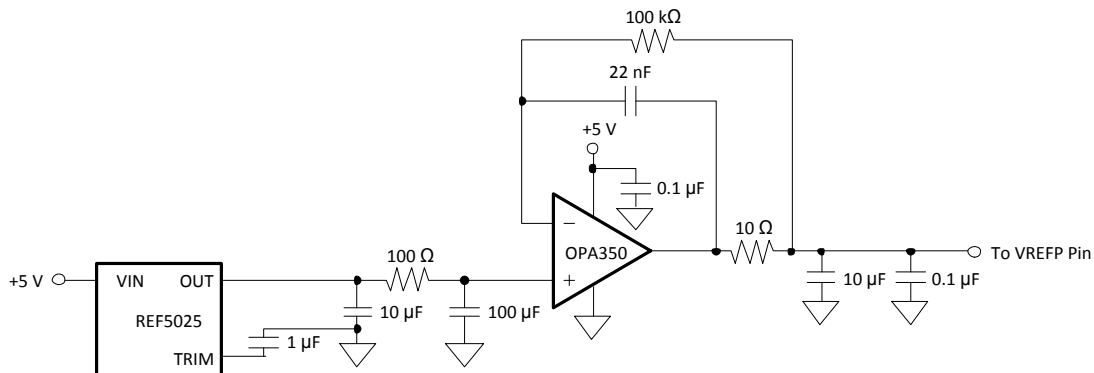 100 kΩ
22 nF
+5 V
0.1 µF
−
OPA350
+
10 Ω
To VREFP Pin
10 µF
0.1 µF
100 Ω
+5 V
VIN
OUT
REF5025
TRIM
1 µF
10 µF
100 µF